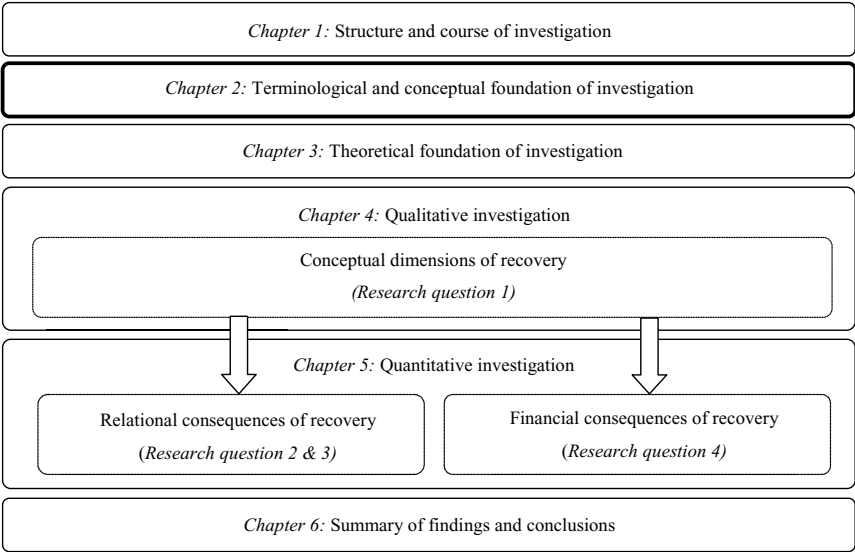 Chapter 1: Structure and course of investigation
Chapter 2: Terminological and conceptual foundation of investigation
Chapter 3: Theoretical foundation of investigation
Chapter 4: Qualitative investigation
Conceptual dimensions of recovery
(Research question 1)
Chapter 5: Quantitative investigation
Relational consequences of recovery
(Research question 2 & 3)
Financial consequences of recovery
(Research question 4)
Chapter 6: Summary of findings and conclusions